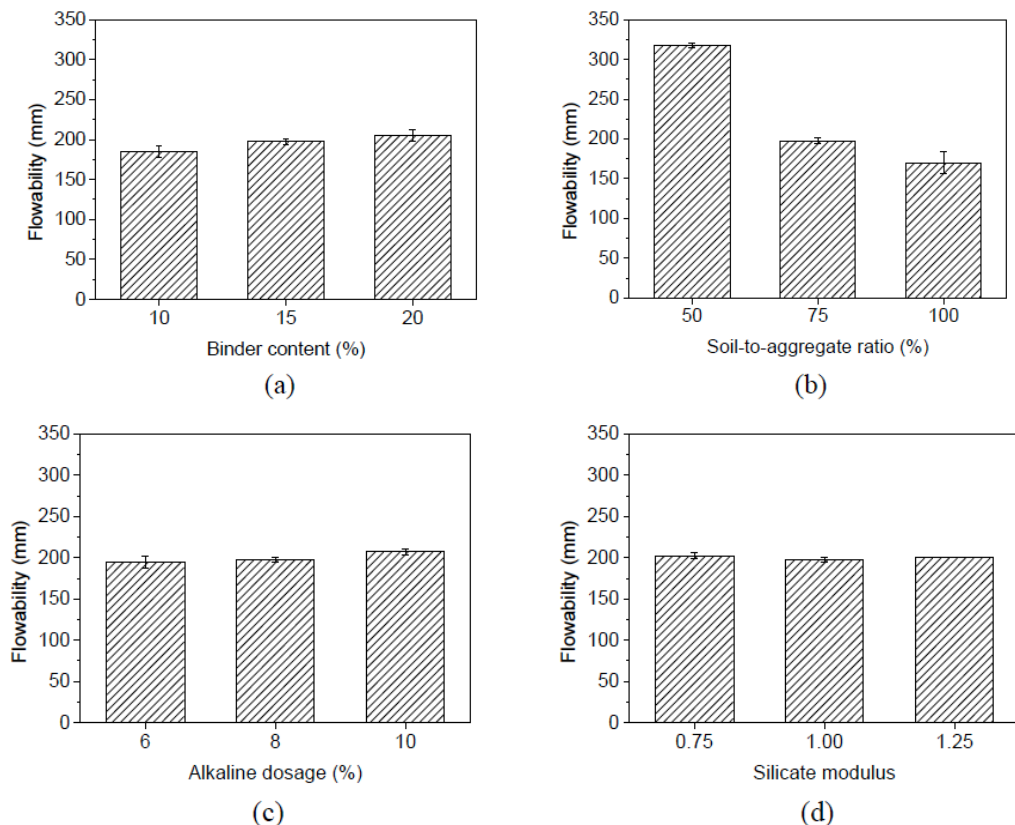 Flowability (mm)
350
300
250
200
150
100
50
0
10 15 20
Binder content (%)
(a)
Flowability (mm)
350
300
250
200
150
100
50
0
50 75 100
Soil-to-aggregate ratio (%)
(b)
Flowability (mm)
350
300
250
200
150
100
50
0
6 8 10
Alkaline dosage (%)
(c)
Flowability (mm)
350
300
250
200
150
100
50
0
0.75 1.00 1.25
Silicate modulus
(d)